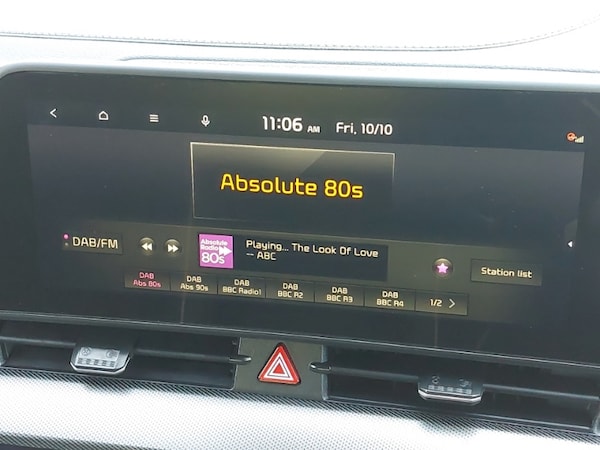 11:06 AM Fri, 10/10
Absolute 80s
DAB/FM
Absolute
Radio
80s
Playing... The Look Of Love
-- ABC
Station list
DAB
Abs 80s
DAB
Abs 90s
DAB
BBC Radio1
DAB
BBC R2
DAB
BBC R3
DAB
BBC R4
1/2